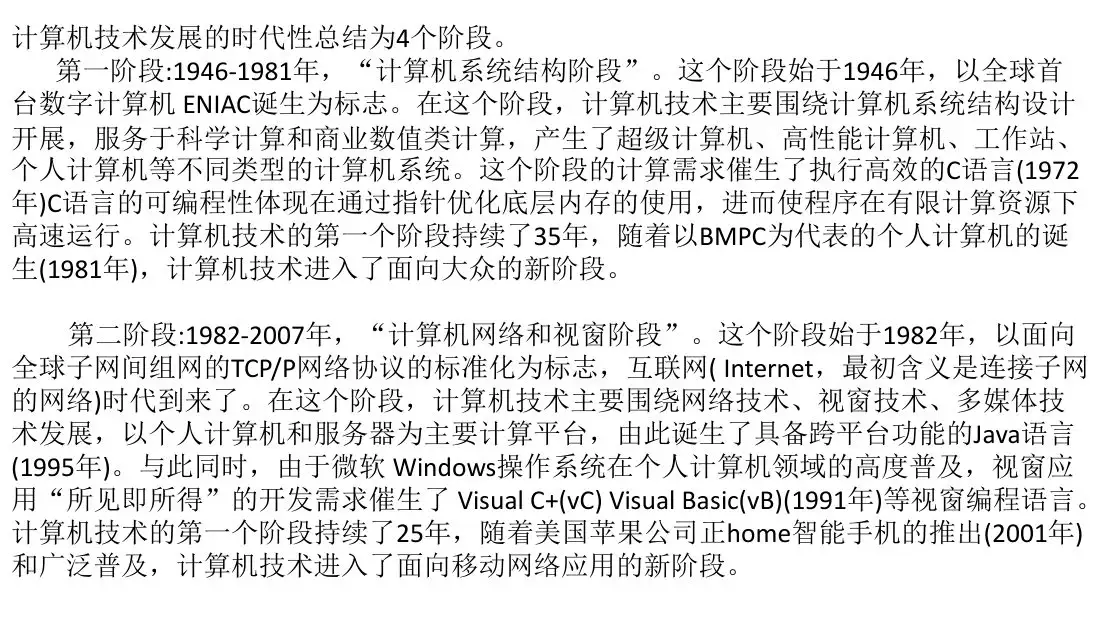 计算机技术发展的时代性总结为4个阶段。
第一阶段:1946-1981年，“计算机系统结构阶段”。这个阶段始于1946年，以全球首
台数字计算机 ENIAC诞生为标志。在这个阶段，计算机技术主要围绕计算机系统结构设计
开展，服务于科学计算和商业数值类计算，产生了超级计算机、高性能计算机、工作站、
个人计算机等不同类型的计算机系统。这个阶段的计算需求催生了执行高效的C语言(1972
年)C语言的可编程性体现在通过指针优化底层内存的使用，进而使程序在有限计算资源下
高速运行。计算机技术的第一个阶段持续了35年，随着以BMPC为代表的个人计算机的诞
生(1981年)，计算机技术进入了面向大众的新阶段。
第二阶段:1982-2007年，“计算机网络和视窗阶段”。这个阶段始于1982年，以面向
全球子网间组网的TCP/P网络协议的标准化为标志，互联网( Internet，最初含义是连接子网
的网络)时代到来了。在这个阶段，计算机技术主要围绕网络技术、视窗技术、多媒体技
术发展，以个人计算机和服务器为主要计算平台，由此诞生了具备跨平台功能的Java语言
(1995年)。与此同时，由于微软 Windows操作系统在个人计算机领域的高度普及，视窗应
用“所见即所得”的开发需求催生了 Visual C+(vC) Visual Basic(vB)(1991年)等视窗编程语言。
计算机技术的第一个阶段持续了25年，随着美国苹果公司正home智能手机的推出(2001年)
和广泛普及，计算机技术进入了面向移动网络应用的新阶段。